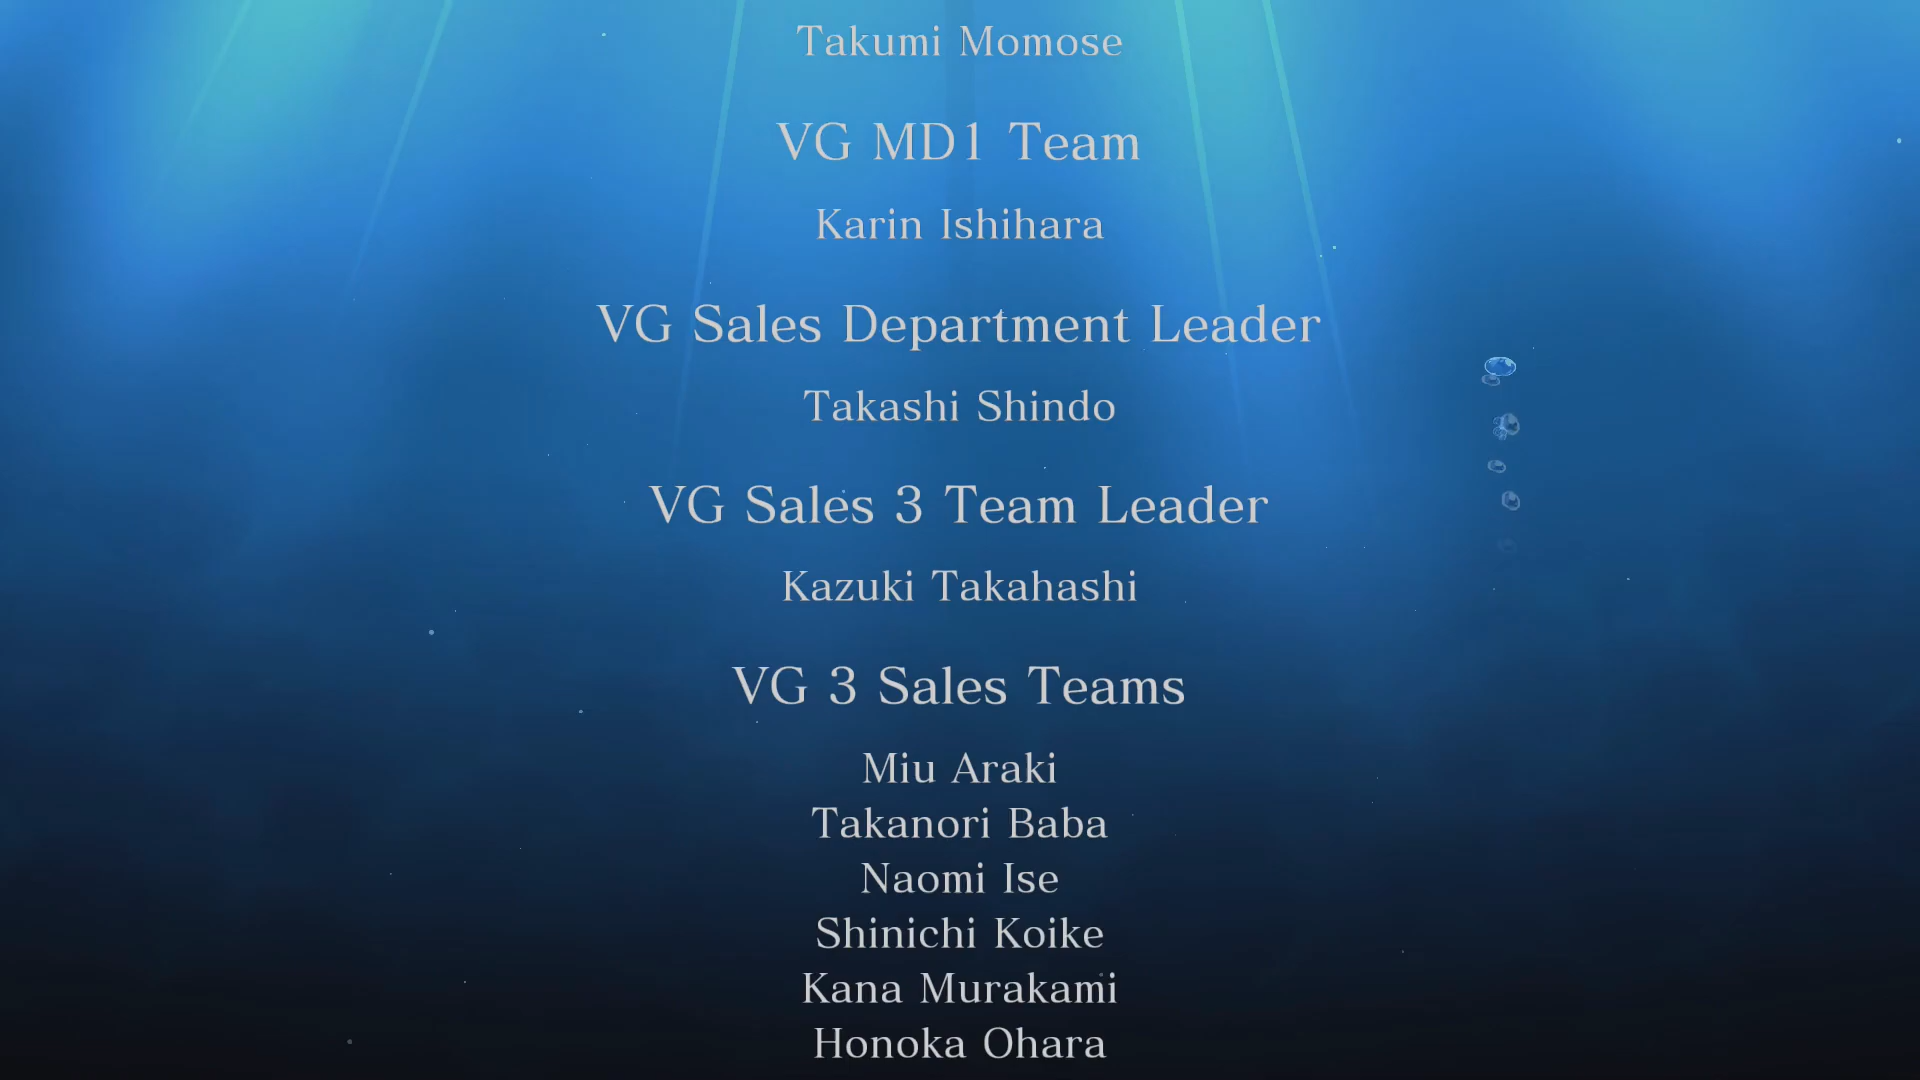 Takumi Momose
VG MD1 Team
Karin Ishihara
VG Sales Department Leader
Takashi Shindo
VG Sales 3 Team Leader
Kazuki Takahashi
VG 3 Sales Teams
Miu Araki
Takanori Baba
Naomi Ise
Shinichi Koike
Kana Murakami
Honoka Ohara